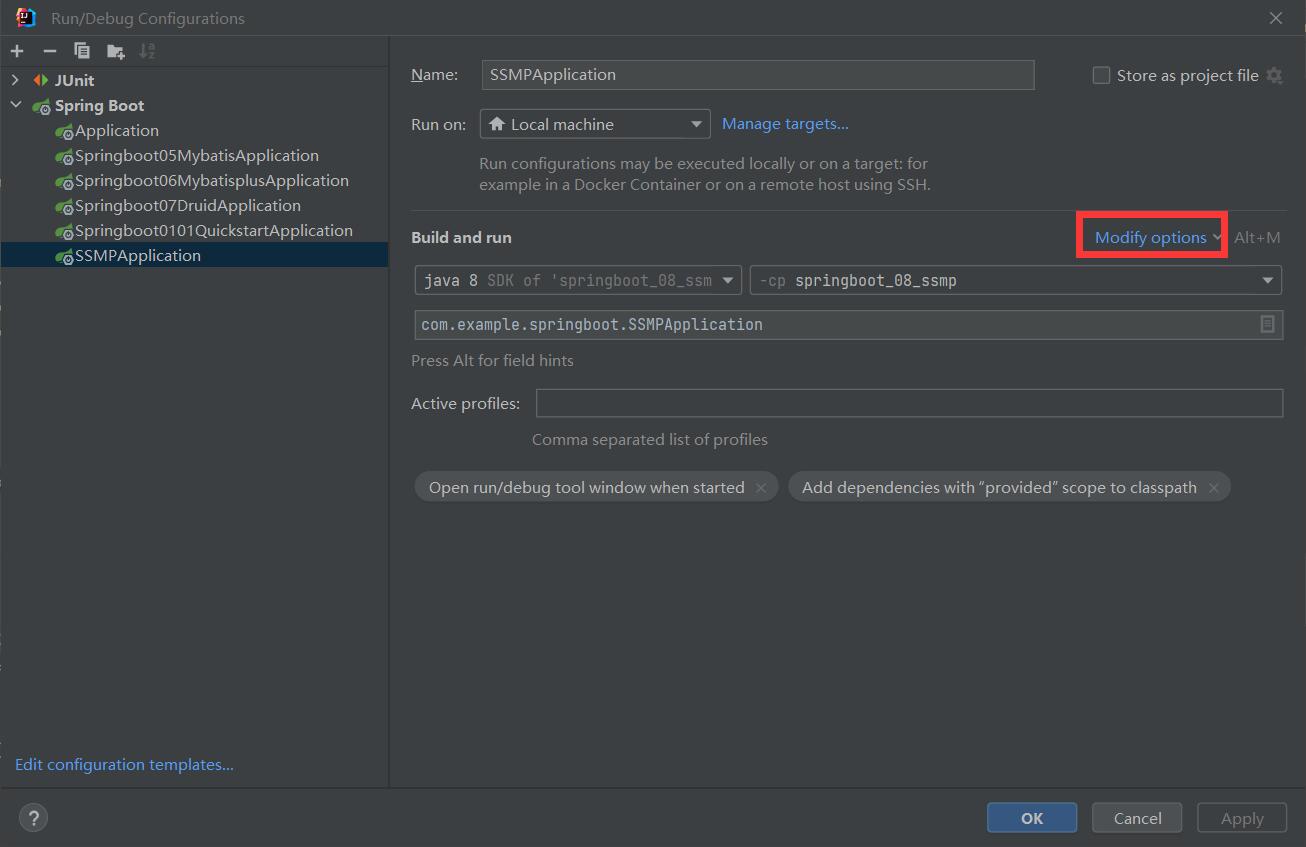 Run/Debug Configurations
JUnit
Spring Boot
Application
Springboot05MybatisApplication
Springboot06MybatisplusApplication
Springboot07DruidApplication
Springboot0101QuickstartApplication
SSMPApplication
Edit configuration templates...
Name: SSMPApplication Store as project file
Run on: Local machine Manage targets...
Run configurations may be executed locally or on a target: for
example in a Docker Container or on a remote host using SSH.
Build and run Modify options Alt+M
java 8 SDK of 'springboot_08_ssm -cp springboot_08_ssmp
com.example.springboot.SSMPApplication
Press Alt for field hints
Active profiles:
Comma separated list of profiles
Open run/debug tool window when started × Add dependencies with “provided” scope to classpath ×
? OK Cancel Apply